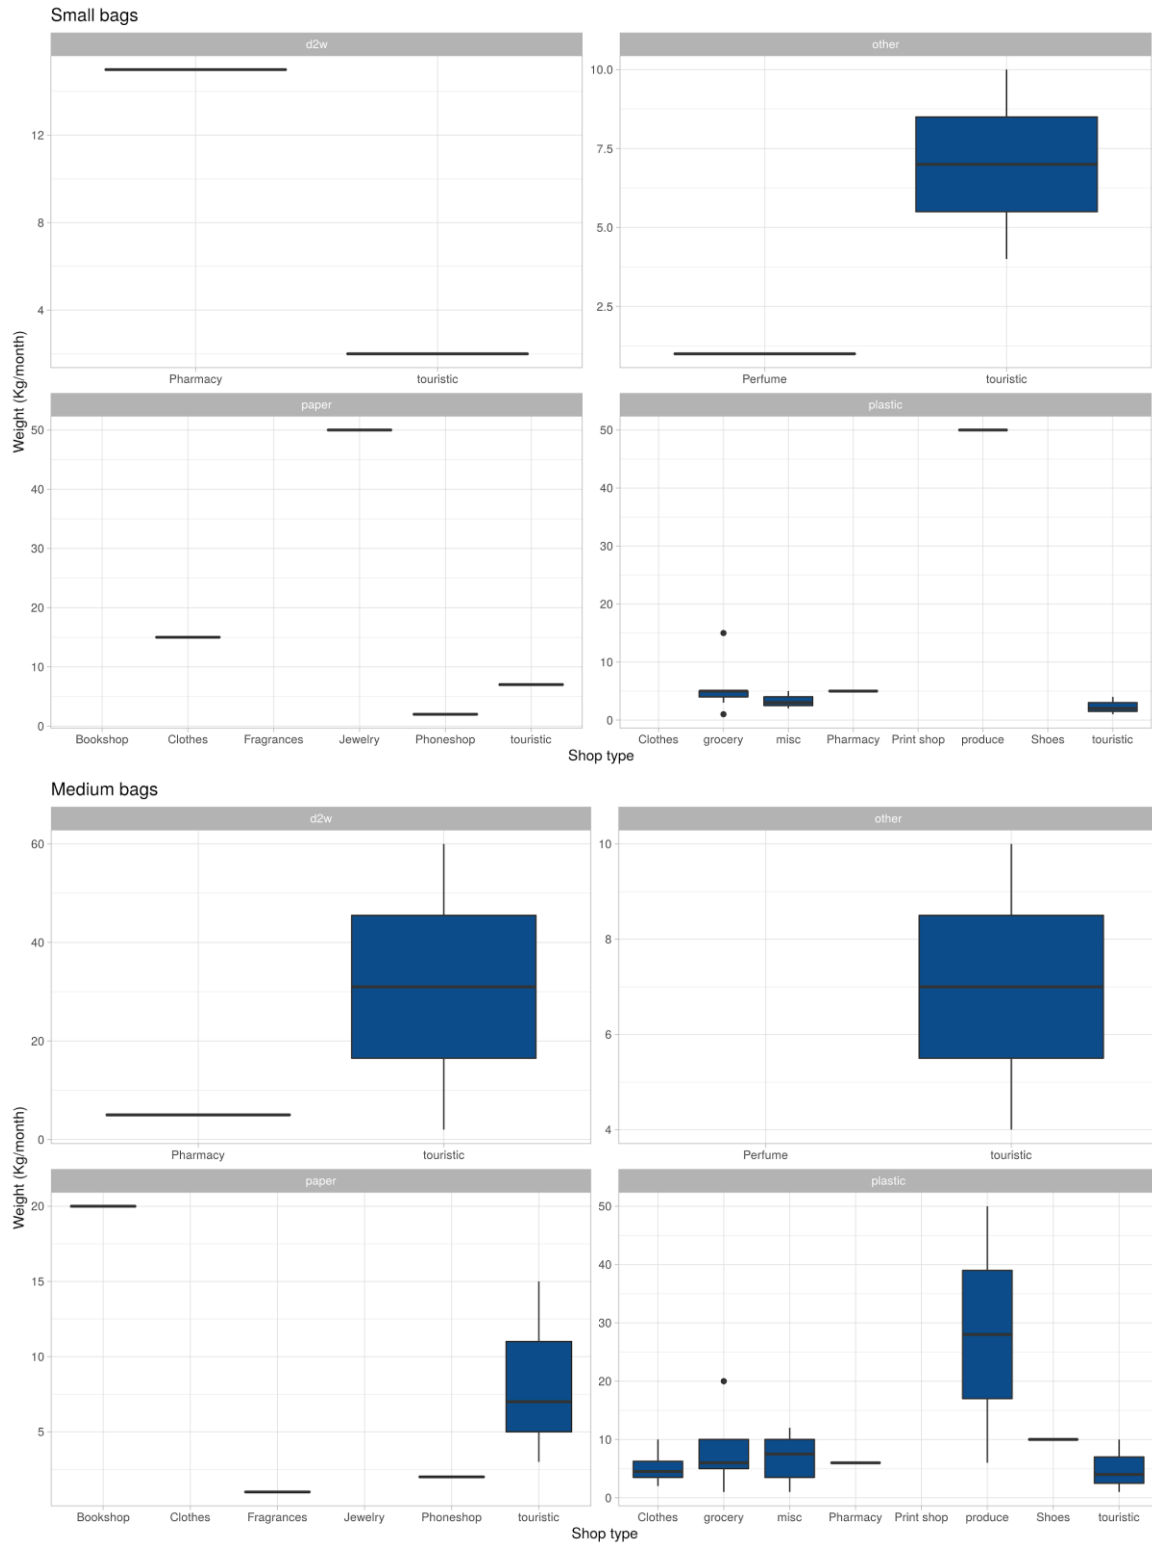 Small bags
d2w
other
12
8
4
10.0
7.5
5.0
2.5
Pharmacy
touristic
Perfume
touristic
Weight (Kg/month)
paper
plastic
50
40
30
20
10
0
50
40
30
20
10
0
Bookshop
Clothes
Fragrances
Jewelry
Phoneshop
touristic
Clothes
grocery
misc
Pharmacy
Print shop
produce
Shoes
touristic
Shop type
Medium bags
d2w
other
60
40
20
0
10
8
6
4
Pharmacy
touristic
Perfume
touristic
Weight (Kg/month)
paper
plastic
20
15
10
5
50
40
30
20
10
0
Bookshop
Clothes
Fragrances
Jewelry
Phoneshop
touristic
Clothes
grocery
misc
Pharmacy
Print shop
produce
Shoes
touristic
Shop type